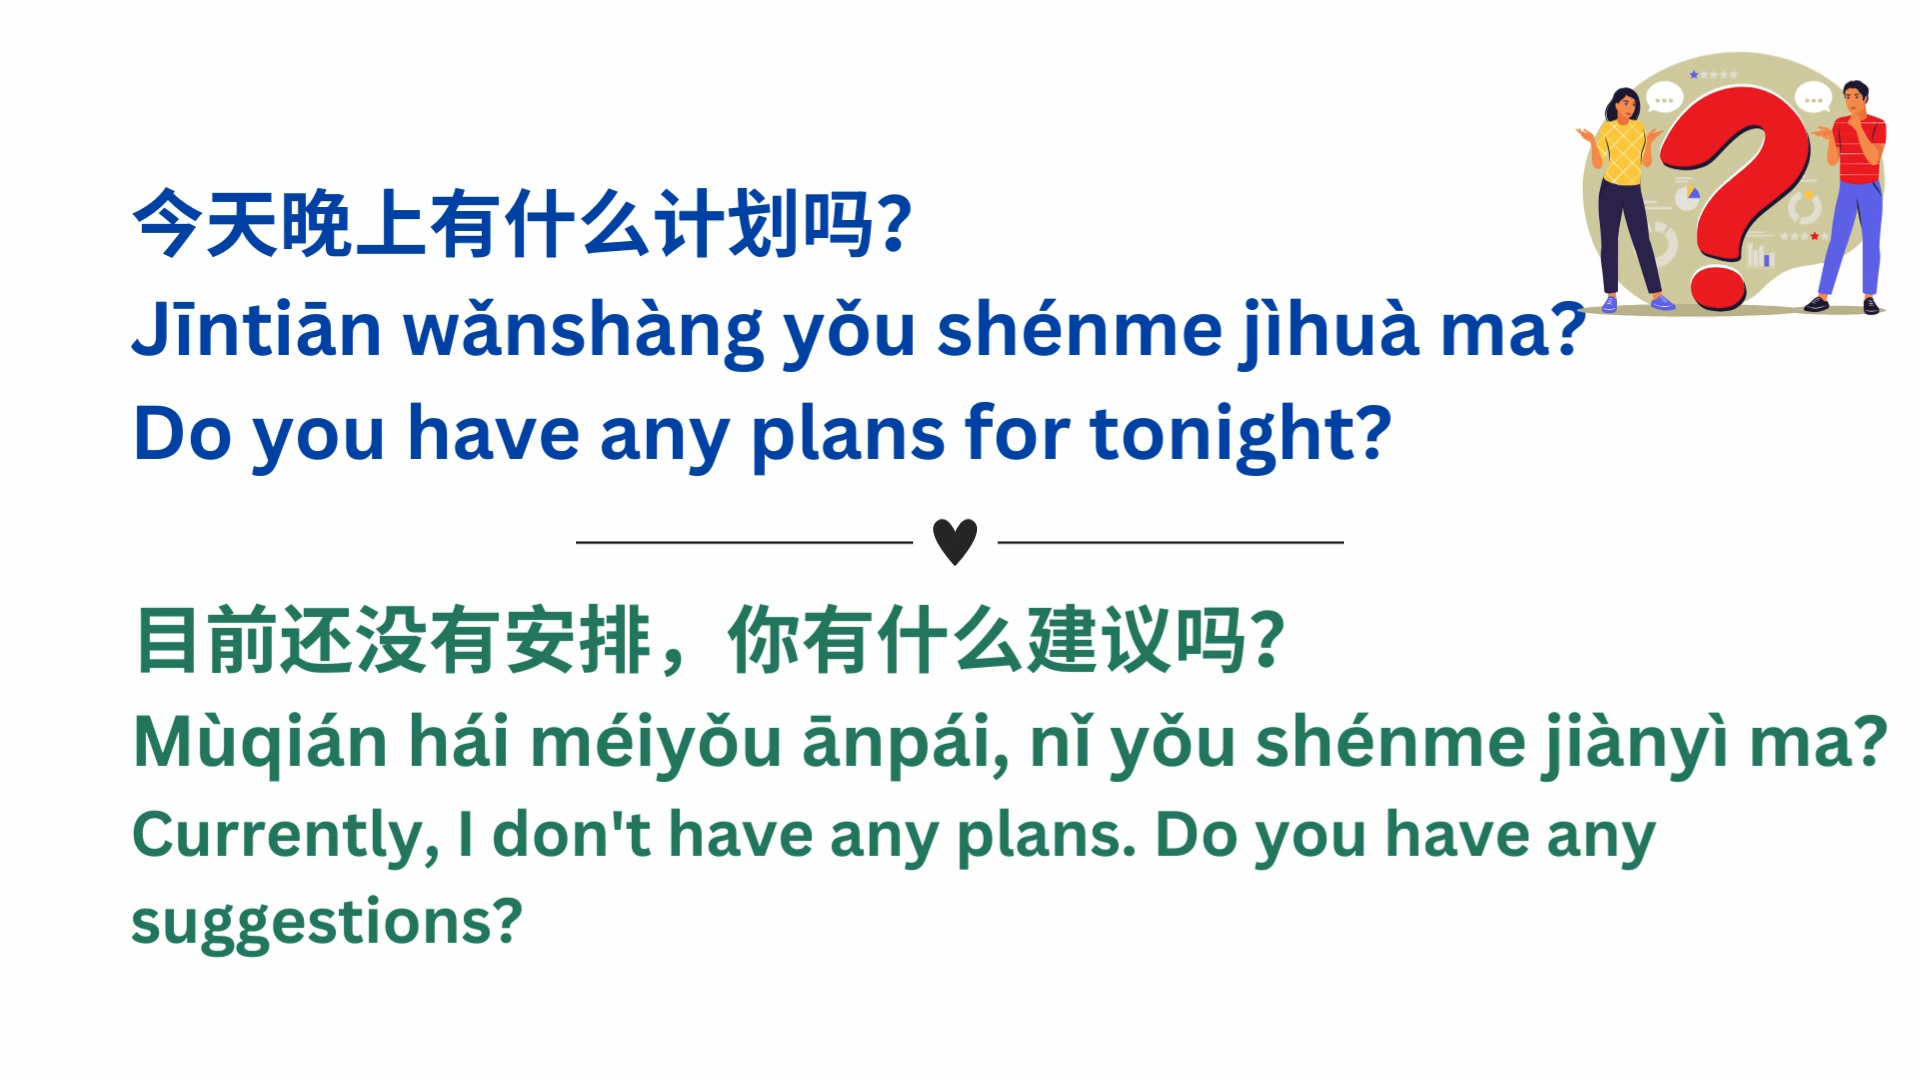 今天晚上有什么计划吗？
Jīntiān wǎnshàng yǒu shénme jìhuà ma?
Do you have any plans for tonight?
目前还没有安排，你有什么建议吗？
Mùqián hái méiyǒu ānpái, nǐ yǒu shénme jiànyì ma?
Currently, I don't have any plans. Do you have any
suggestions?